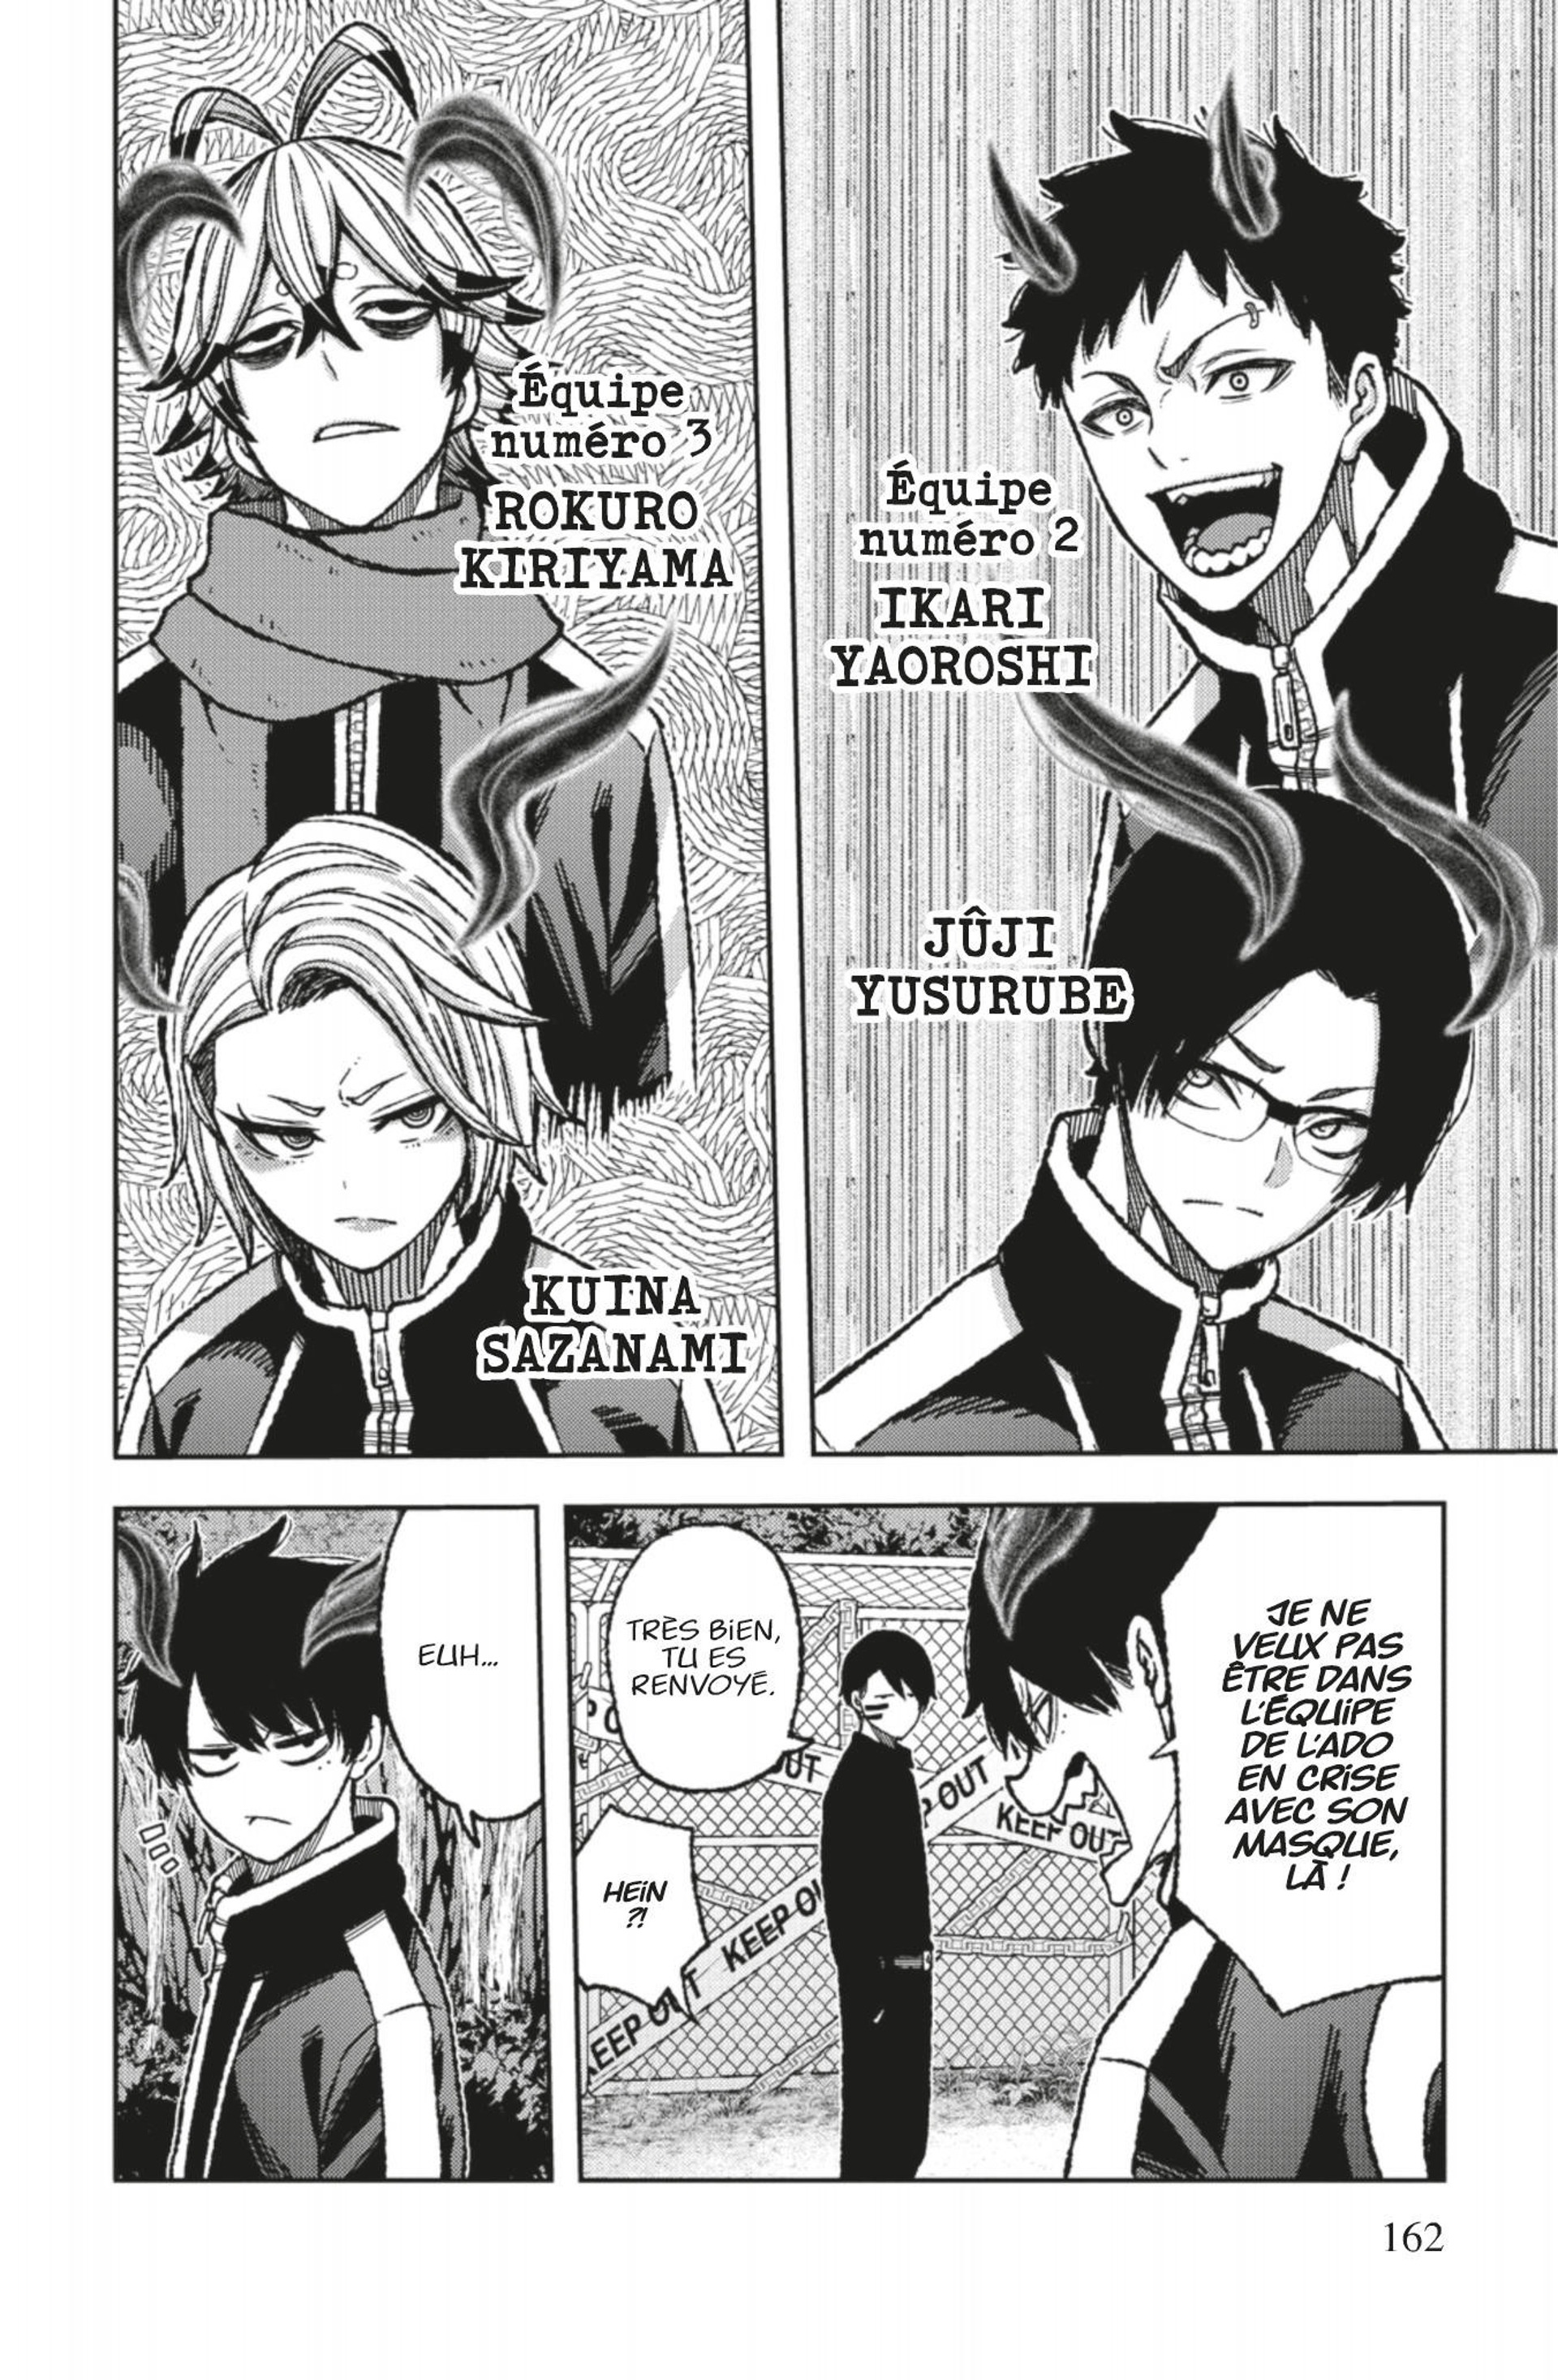 Équipe
numéro 2
IKARI
YAOROSHI
JÛJI
YUSURUBE
Équipe
numéro 3
ROKURO
KIRIYAMA
KUINA
SAZANAMI
JE NE
VEUX PAS
ÊTRE DANS
L'ÉQUIPE
DE L'ADO
EN CRISE
AVEC SON
MASQUE,
LÀ !
TRÈS BIEN,
TU ES
RENVOYÉ.
HEIN
?!
KEEP OUT
KEEP OUT
KEEP OUT
EUH...
162